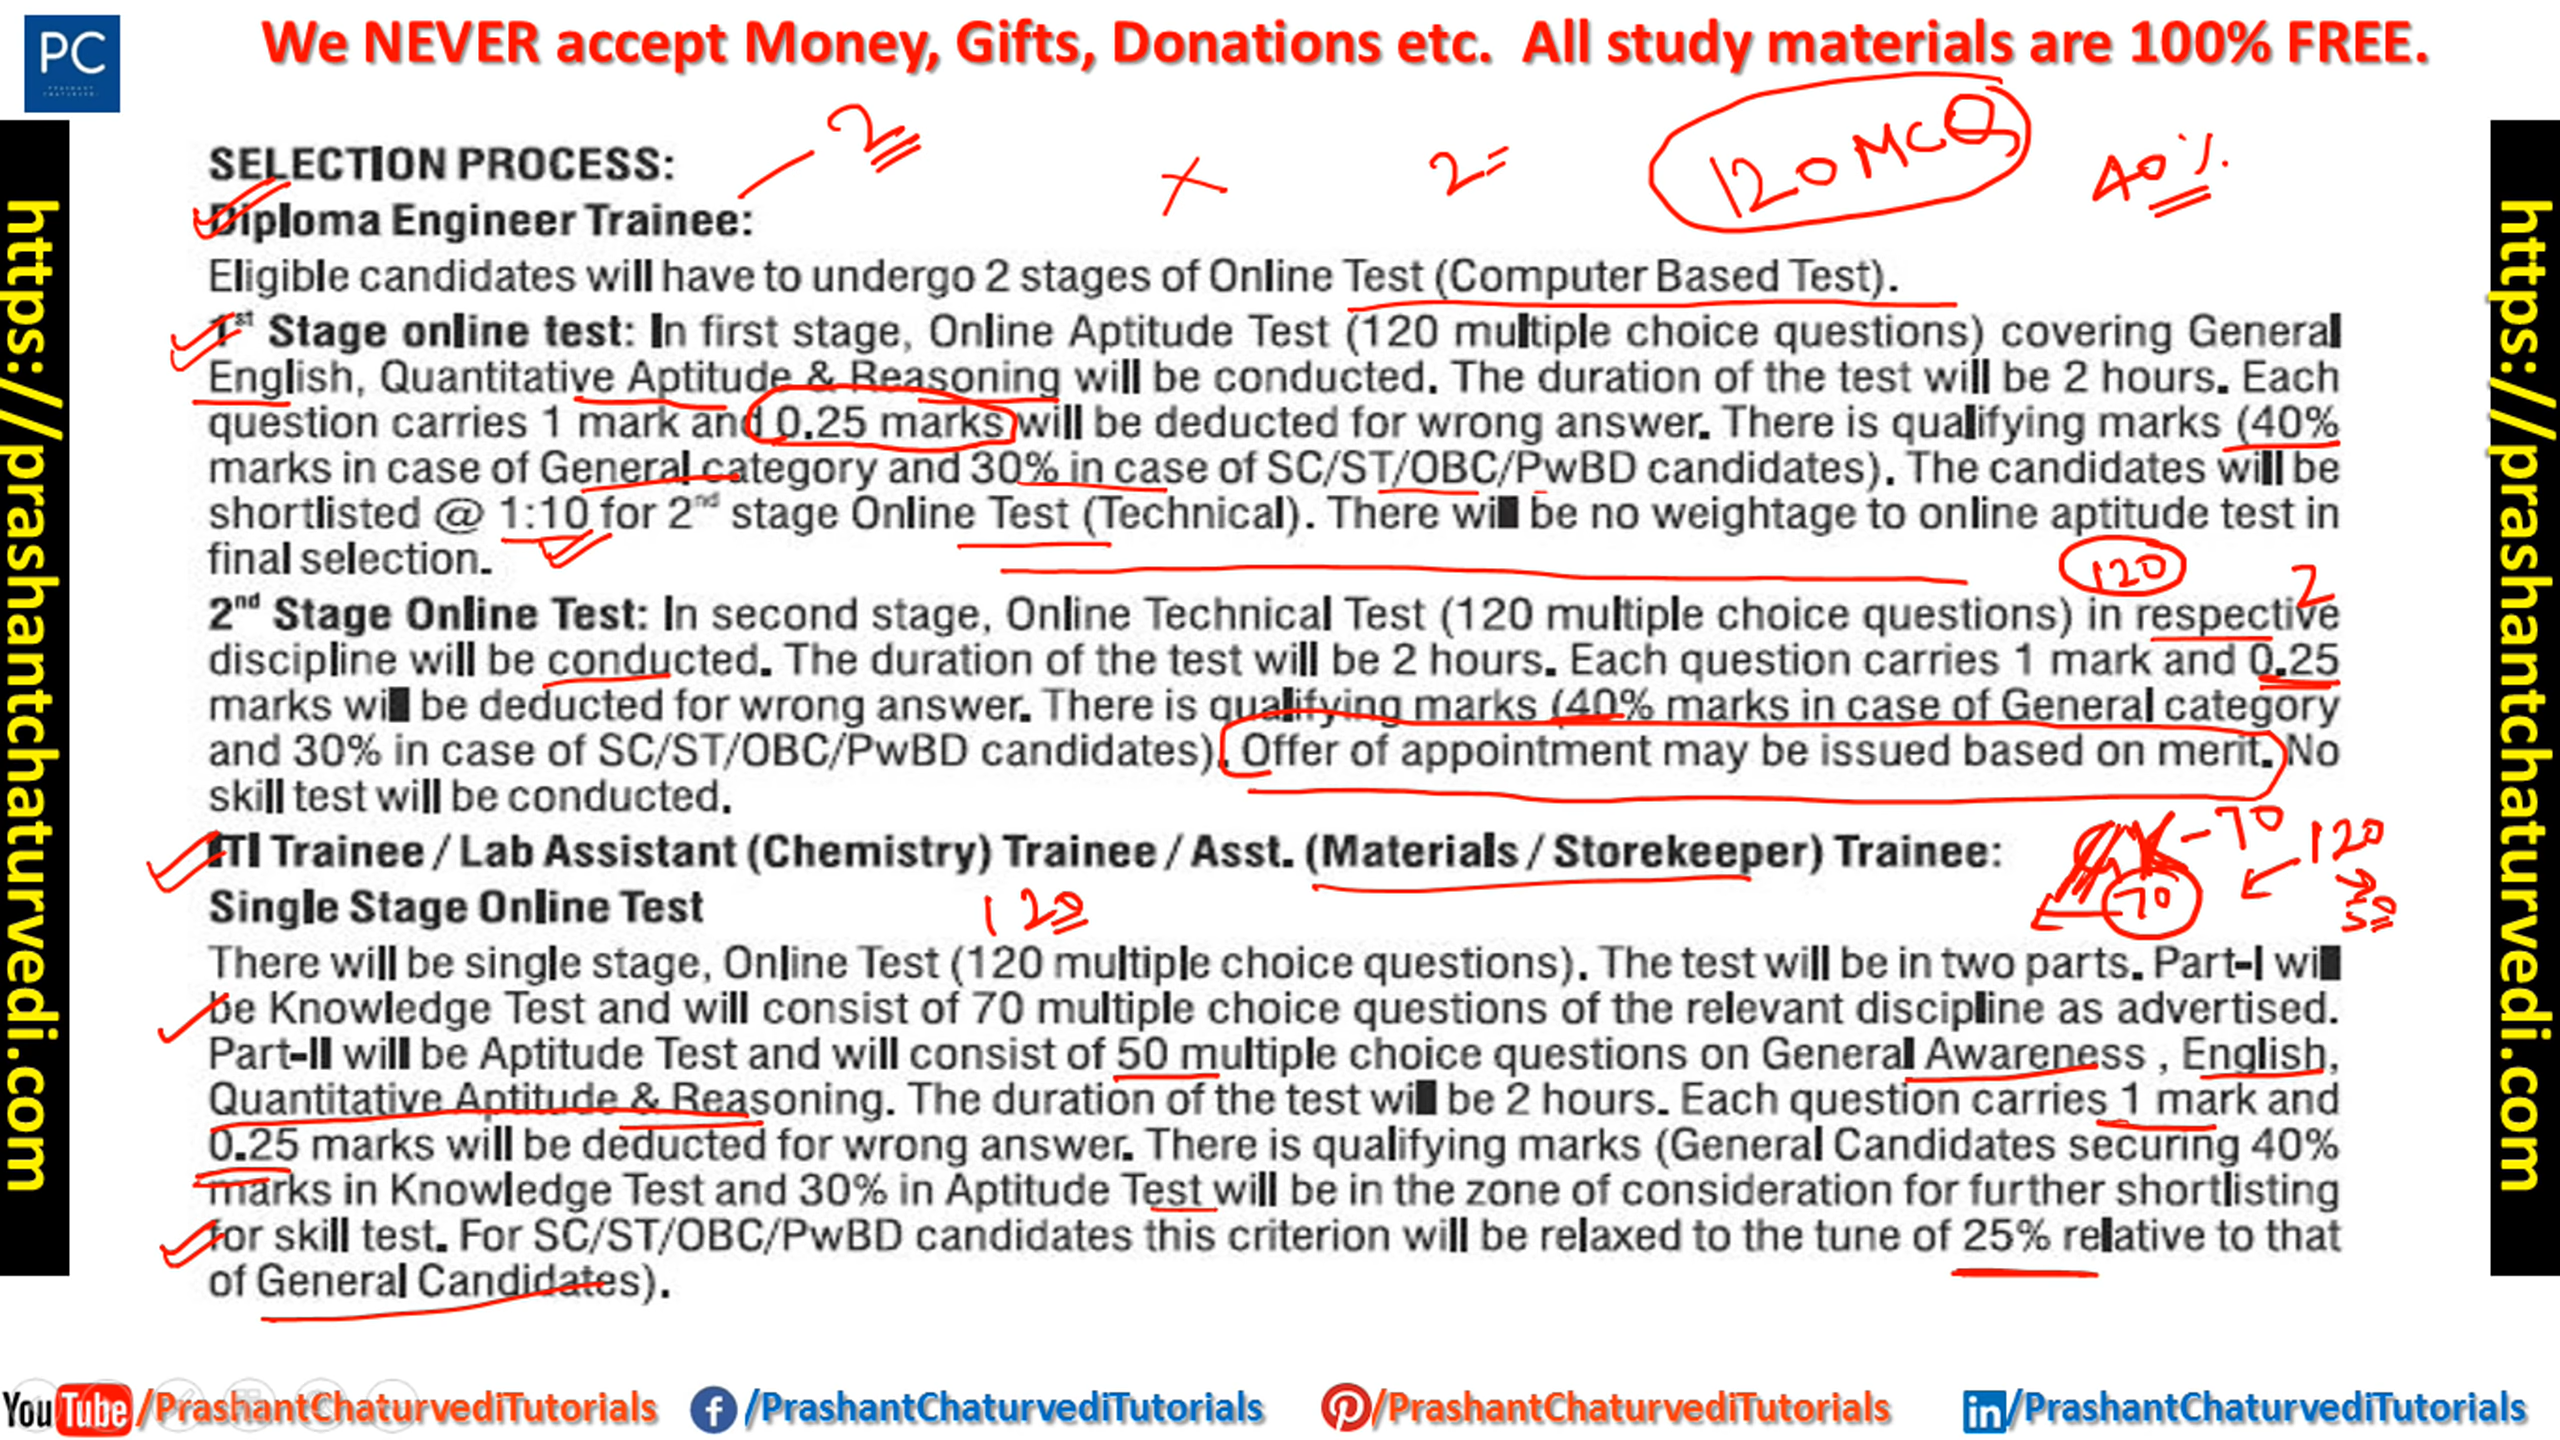 PC
PRASHANT
CHATURVEDI
We NEVER accept Money, Gifts, Donations etc. All study materials are 100% FREE.
2
2
120 MCQ
40%
SELECTION PROCESS:
Diploma Engineer Trainee:
Eligible candidates will have to undergo 2 stages of Online Test (Computer Based Test).
1st Stage online test: In first stage, Online Aptitude Test (120 multiple choice questions) covering General
English, Quantitative Aptitude & Reasoning will be conducted. The duration of the test will be 2 hours. Each
question carries 1 mark and 0.25 marks will be deducted for wrong answer. There is qualifying marks (40%
marks in case of General category and 30% in case of SC/ST/OBC/PwBD candidates). The candidates will be
shortlisted @ 1:10 for 2nd stage Online Test (Technical). There will be no weightage to online aptitude test in
final selection.
120
2
2nd Stage Online Test: In second stage, Online Technical Test (120 multiple choice questions) in respective
discipline will be conducted. The duration of the test will be 2 hours. Each question carries 1 mark and 0.25
marks will be deducted for wrong answer. There is qualifying marks (40% marks in case of General category
and 30% in case of SC/ST/OBC/PwBD candidates). Offer of appointment may be issued based on merit. No
skill test will be conducted.
ITI Trainee / Lab Assistant (Chemistry) Trainee / Asst. (Materials / Storekeeper) Trainee:
- 70
120
70
50
Single Stage Online Test
120
There will be single stage, Online Test (120 multiple choice questions). The test will be in two parts. Part-I will
be Knowledge Test and will consist of 70 multiple choice questions of the relevant discipline as advertised.
Part-II will be Aptitude Test and will consist of 50 multiple choice questions on General Awareness , English,
Quantitative Aptitude & Reasoning. The duration of the test will be 2 hours. Each question carries 1 mark and
0.25 marks will be deducted for wrong answer. There is qualifying marks (General Candidates securing 40%
marks in Knowledge Test and 30% in Aptitude Test will be in the zone of consideration for further shortlisting
for skill test. For SC/ST/OBC/PwBD candidates this criterion will be relaxed to the tune of 25% relative to that
of General Candidates).
https://prashantchaturvedi.com
https://prashantchaturvedi.com
YouTube /PrashantChaturvediTutorials
f /PrashantChaturvediTutorials
/PrashantChaturvediTutorials
in /PrashantChaturvediTutorials